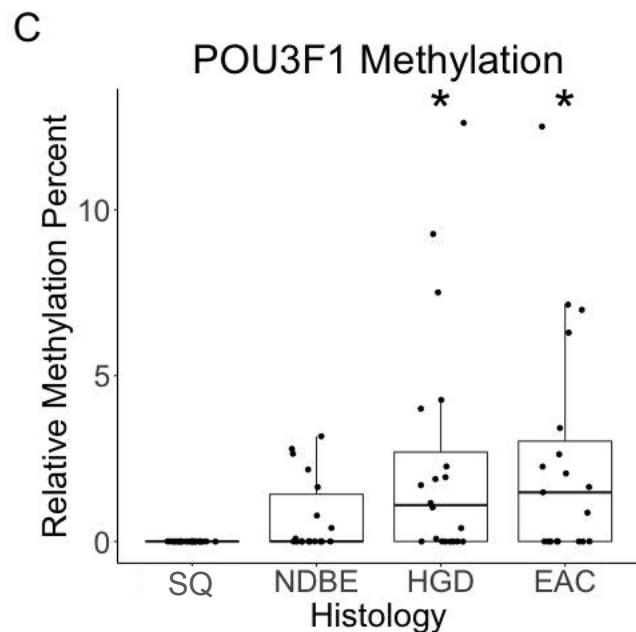 C
POU3F1 Methylation
* *
Relative Methylation Percent
10
5
0
SQ NDBE HGD EAC
Histology